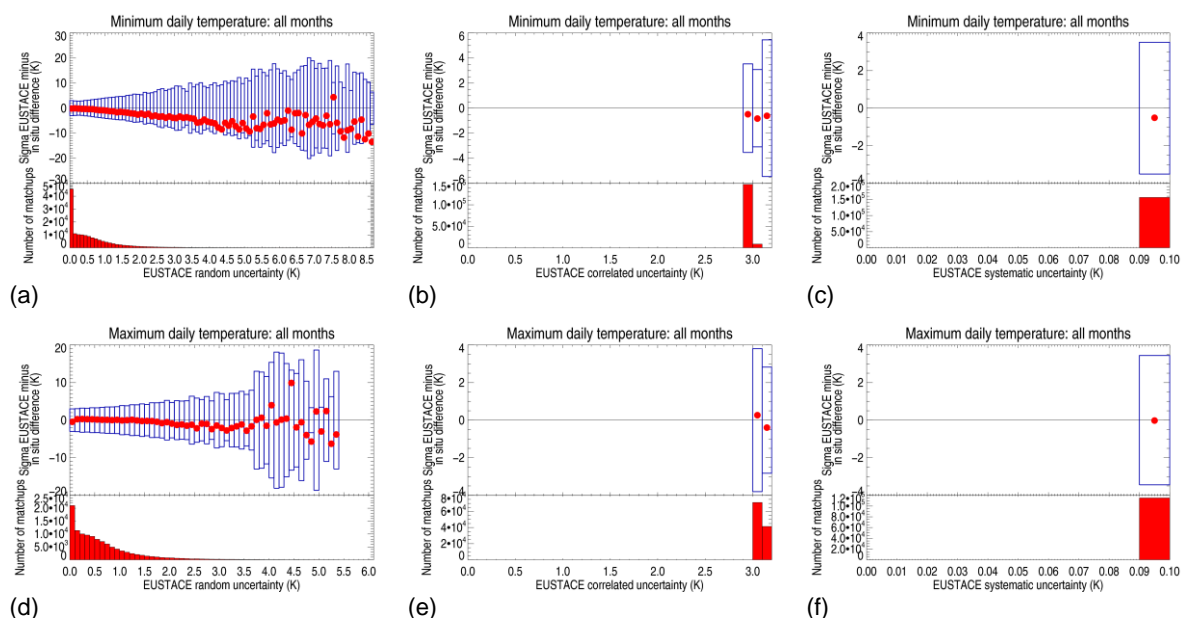 Minimum daily temperature: all months
Sigma EUSTACE minus
in situ difference (K)
30
20
10
0
−10
−20
−30
Number of matchups
5•10⁴
4•10⁴
3•10⁴
2•10⁴
1•10⁴
0
0.0 0.5 1.0 1.5 2.0 2.5 3.0 3.5 4.0 4.5 5.0 5.5 6.0 6.5 7.0 7.5 8.0 8.5
EUSTACE random uncertainty (K)
(a)
Minimum daily temperature: all months
Sigma EUSTACE minus
in situ difference (K)
6
4
2
0
−2
−4
−6
Number of matchups
1.5•10⁵
1.0•10⁵
5.0•10⁴
0
0.0 0.5 1.0 1.5 2.0 2.5 3.0
EUSTACE correlated uncertainty (K)
(b)
Minimum daily temperature: all months
Sigma EUSTACE minus
in situ difference (K)
4
2
0
−2
−4
Number of matchups
2.0•10⁵
1.5•10⁵
1.0•10⁵
5.0•10⁴
0
0.00 0.01 0.02 0.03 0.04 0.05 0.06 0.07 0.08 0.09 0.10
EUSTACE systematic uncertainty (K)
(c)
Maximum daily temperature: all months
Sigma EUSTACE minus
in situ difference (K)
20
10
0
−10
−20
Number of matchups
2.5•10⁴
2.0•10⁴
1.5•10⁴
1.0•10⁴
5.0•10³
0
0.0 0.5 1.0 1.5 2.0 2.5 3.0 3.5 4.0 4.5 5.0 5.5 6.0
EUSTACE random uncertainty (K)
(d)
Maximum daily temperature: all months
Sigma EUSTACE minus
in situ difference (K)
4
2
0
−2
−4
Number of matchups
8•10⁴
6•10⁴
4•10⁴
2•10⁴
0
0.0 0.5 1.0 1.5 2.0 2.5 3.0
EUSTACE correlated uncertainty (K)
(e)
Maximum daily temperature: all months
Sigma EUSTACE minus
in situ difference (K)
4
2
0
−2
−4
Number of matchups
1.2•10⁵
1.0•10⁵
8.0•10⁴
6.0•10⁴
4.0•10⁴
2.0•10⁴
0
0.00 0.01 0.02 0.03 0.04 0.05 0.06 0.07 0.08 0.09 0.10
EUSTACE systematic uncertainty (K)
(f)